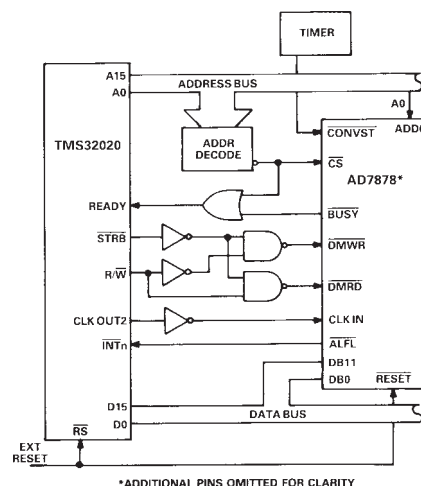 TIMER
A15
ADDRESS BUS
A0
A0
ADDR
DECODE
CONVST
TMS32020
CS
AD7878*
READY
BUSY
STRB
DMWR
R/W
DMRD
CLK OUT2
CLK IN
INTn
ALFL
DB11
DB0
RESET
D15
DATA BUS
D0
RS
EXT
RESET
*ADDITIONAL PINS OMITTED FOR CLARITY